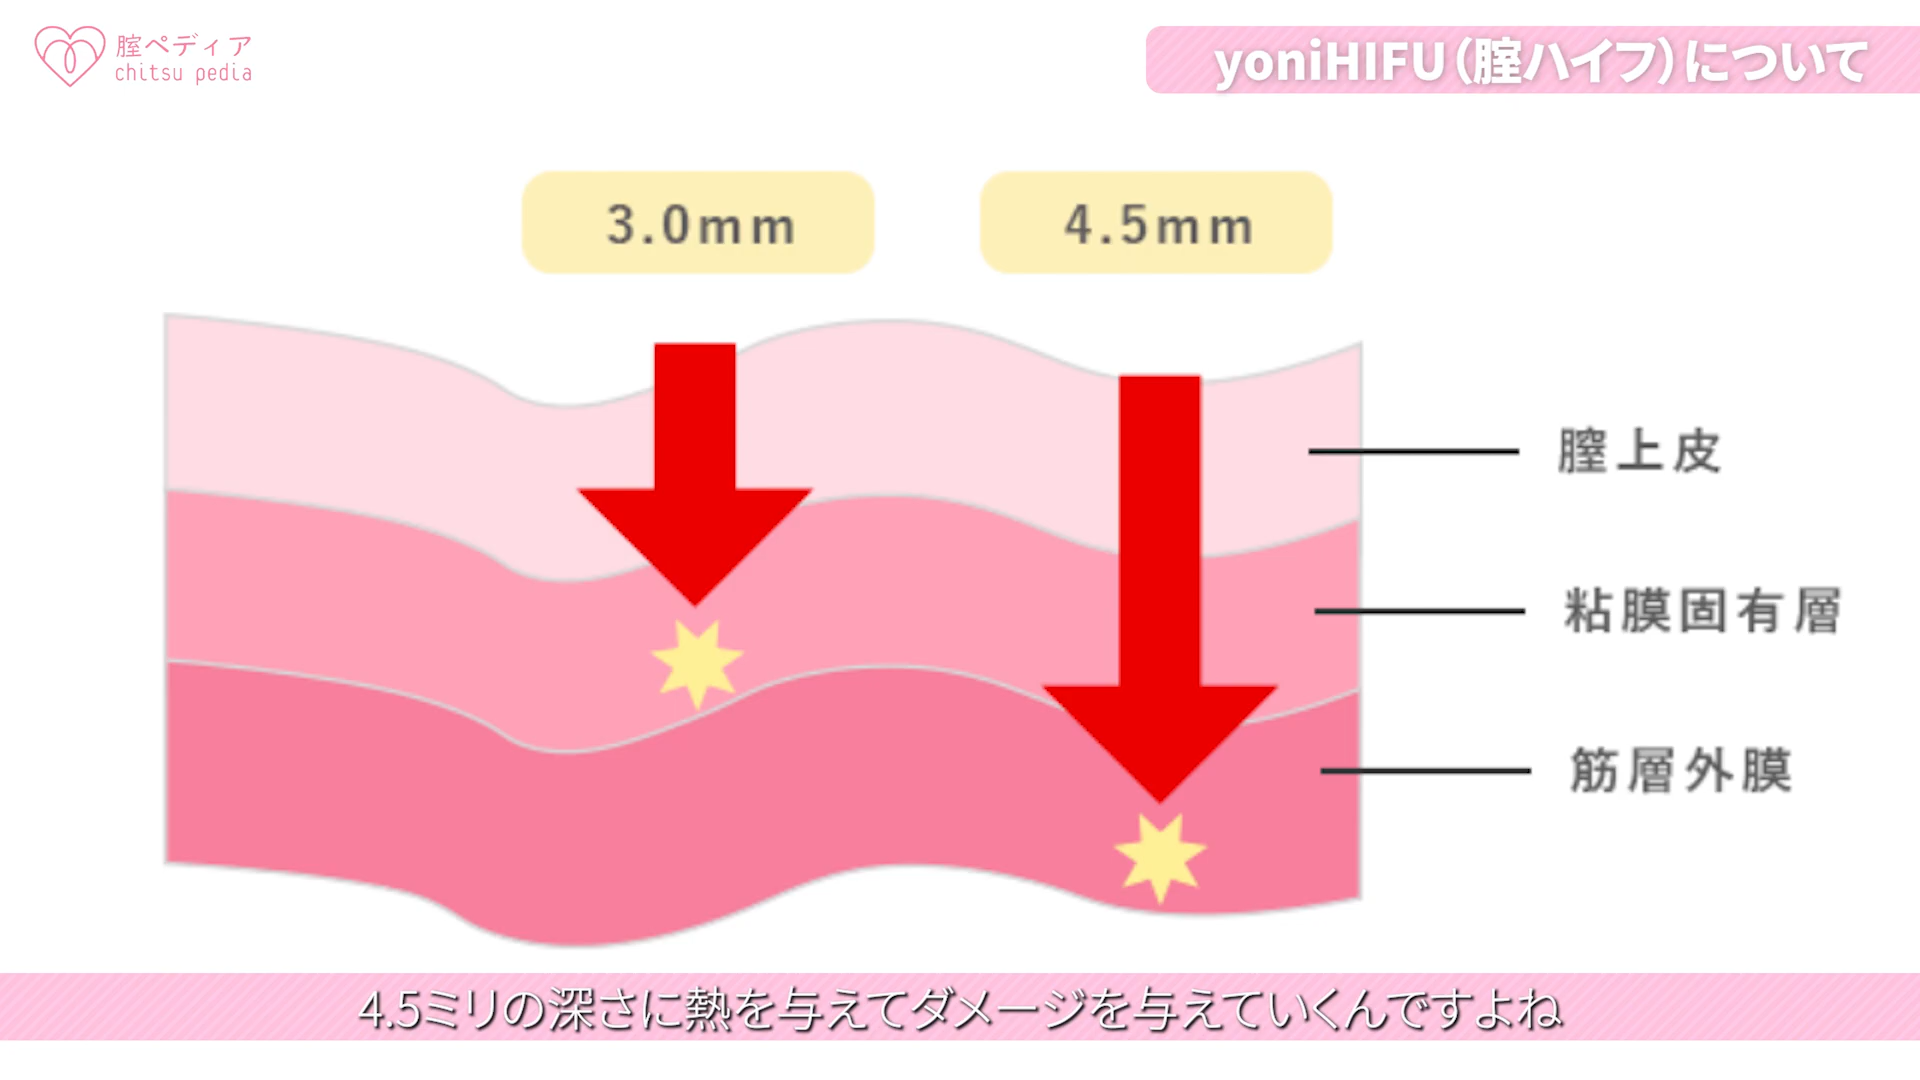 膣ペディア
chitsu pedia
yoniHIFU（膣ハイフ）について
3.0mm
4.5mm
膣上皮
粘膜固有層
筋層外膜
4.5ミリの深さに熱を与えてダメージを与えていくんですよね